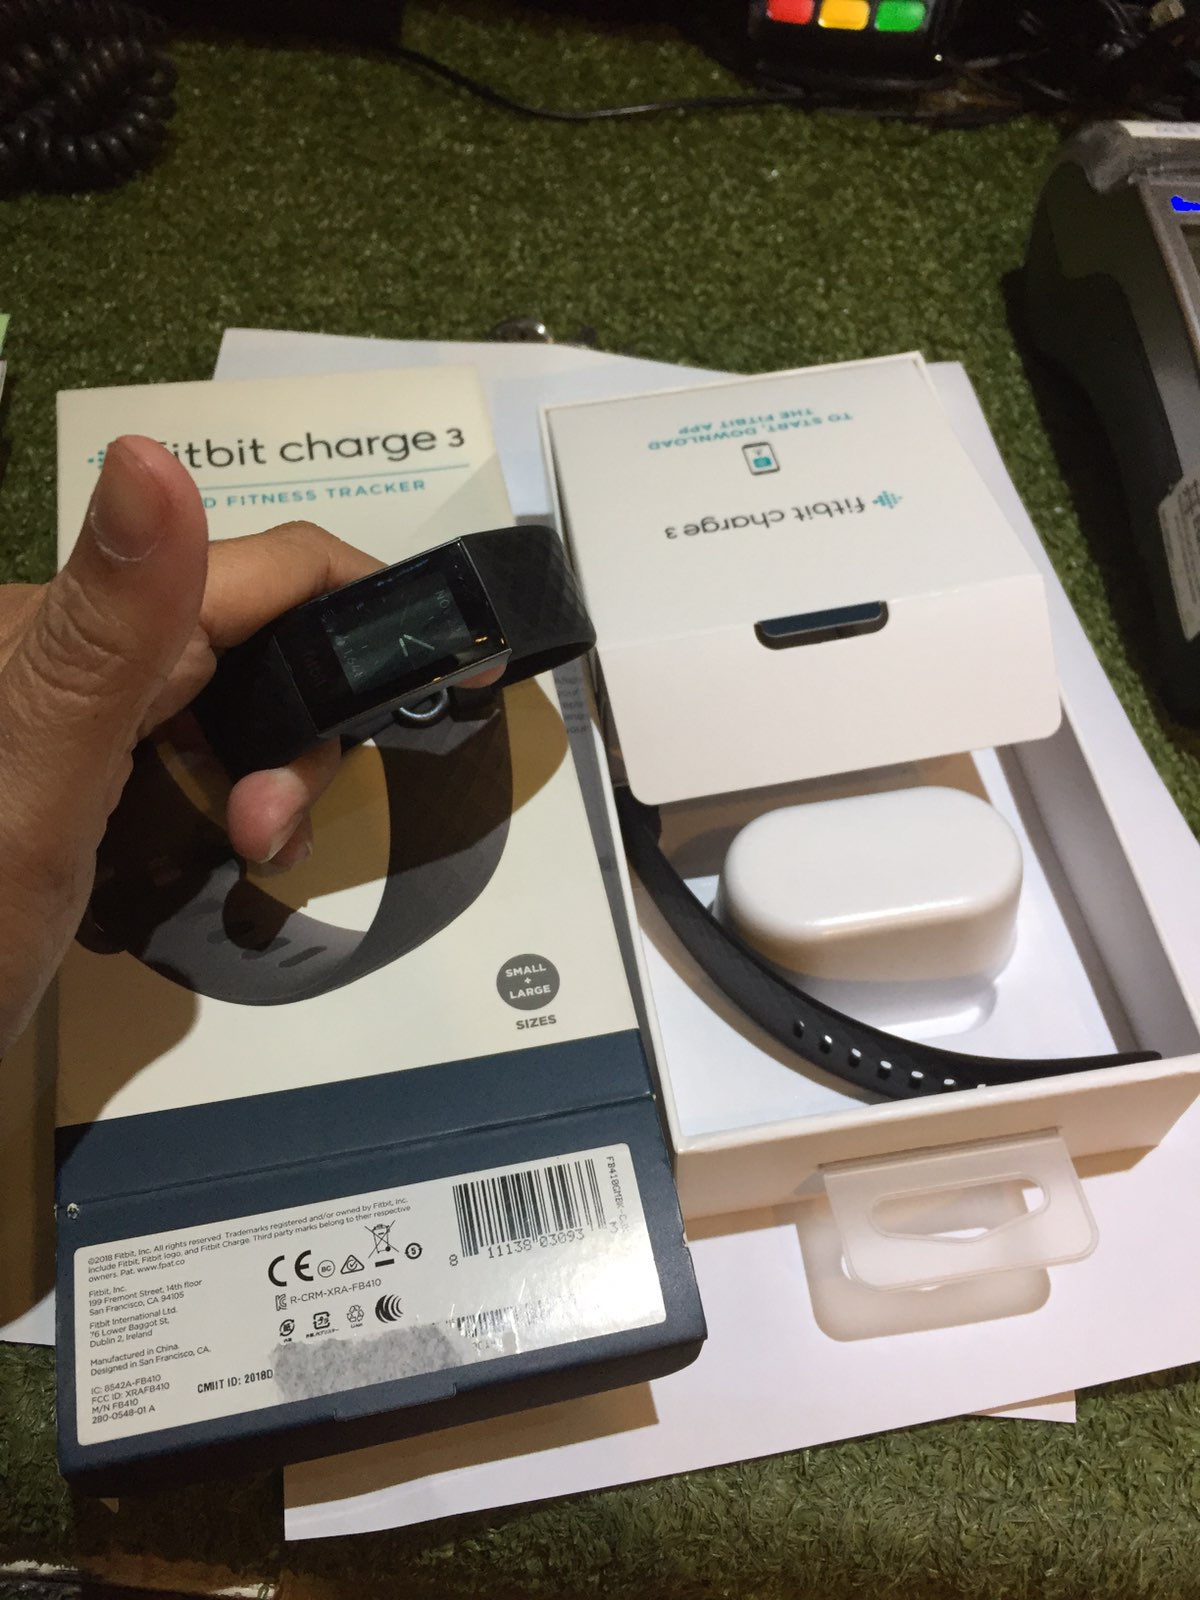 fitbit charge 3
D FITNESS TRACKER
TO START, DOWNLOAD
THE FITBIT APP
fitbit charge 3
SMALL
+
LARGE
SIZES
©2018 Fitbit, Inc. All rights reserved. Trademarks registered and/or owned by Fitbit, Inc.
include Fitbit, Fitbit logo, and Fitbit Charge. Third party marks belong to their respective
owners. Pat. www.fpat.co
Fitbit, Inc.
199 Fremont Street, 14th floor
San Francisco, CA 94105
Fitbit International Ltd.
76 Lower Baggot St.
Dublin 2, Ireland
Manufactured in China.
Designed in San Francisco, CA.
IC: 8542A-FB410
FCC ID: XRAFB410
M/N FB410
280-0548-01 A
CE BC 5
R-CRM-XRA-FB410
Li-ion
CMIIT ID: 2018D
8 11138 03093